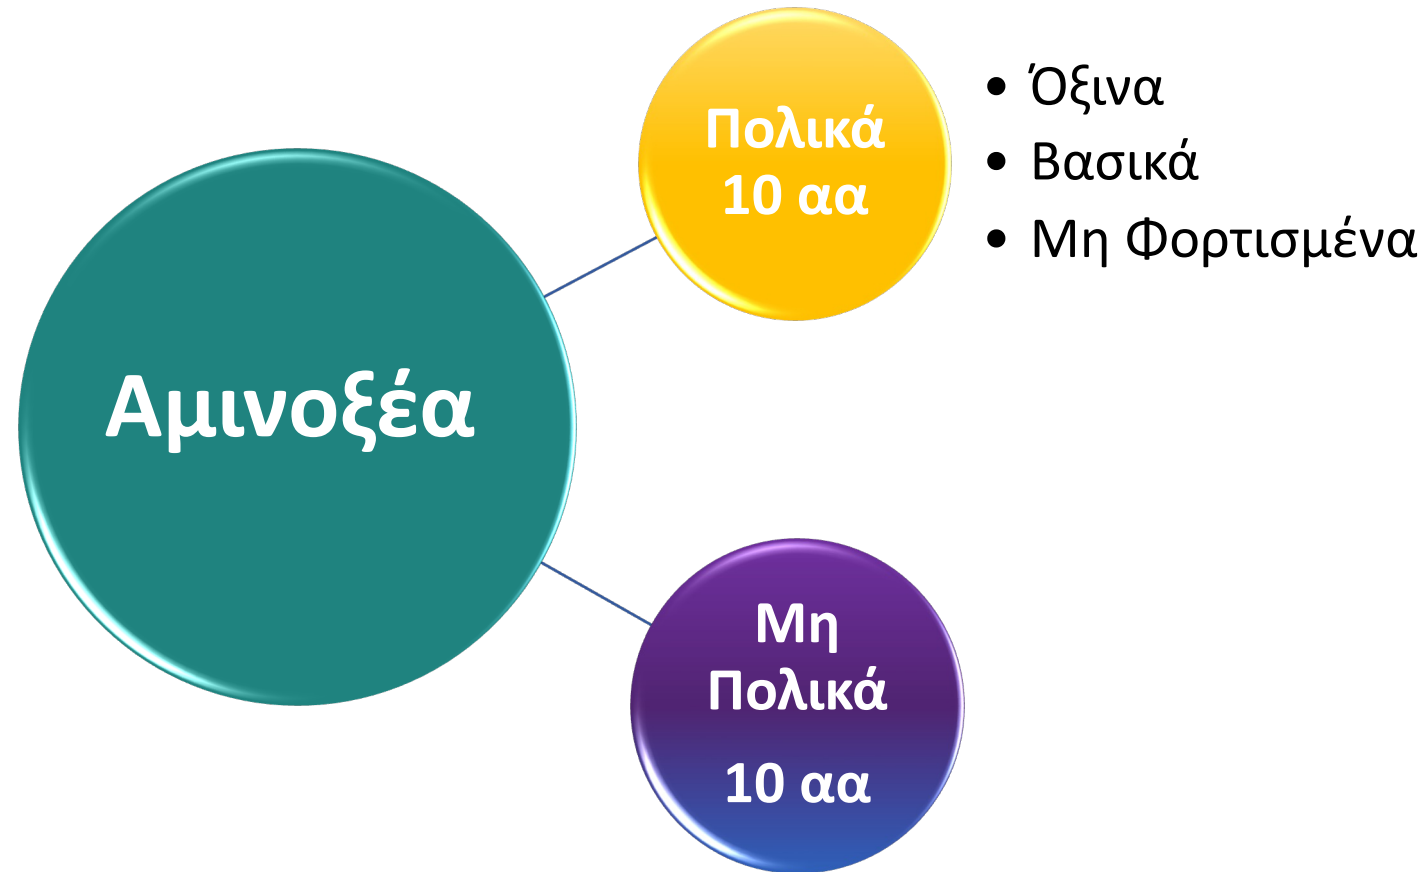 Αμινοξέα
Πολικά
10 αα
• Όξινα
• Βασικά
• Μη Φορτισμένα
Μη
Πολικά
10 αα